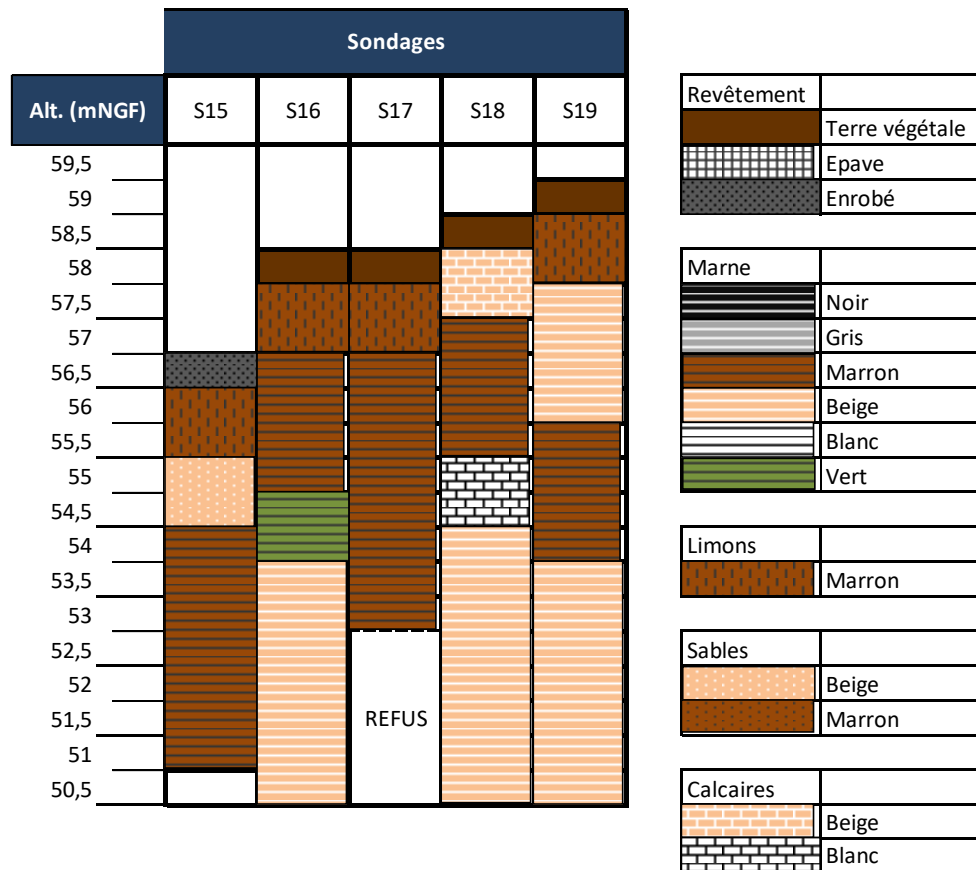 Sondages
Alt. (mNGF) S15 S16 S17 S18 S19
59,5
59
58,5
58
57,5
57
56,5
56
55,5
55
54,5
54
53,5
53
52,5
52
51,5
REFUS
51
50,5
Revêtement
Terre végétale
Epave
Enrobé
Marne
Noir
Gris
Marron
Beige
Blanc
Vert
Limons
Marron
Sables
Beige
Marron
Calcaires
Beige
Blanc